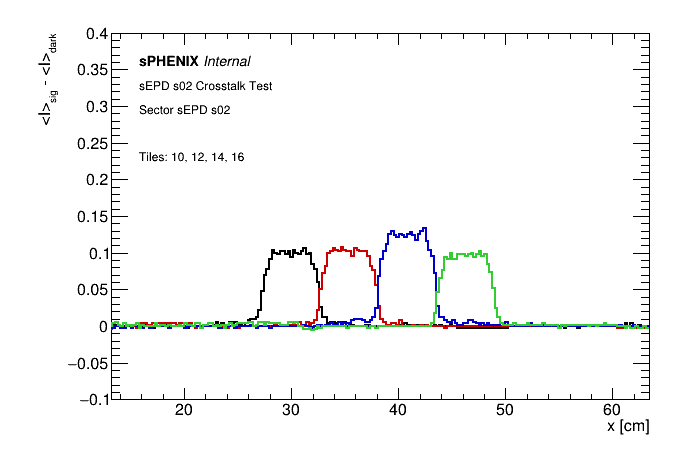 0.4
0.35
0.3
0.25
0.2
0.15
0.1
0.05
0
−0.05
−0.1
<I>sig - <I>dark
sPHENIX Internal
sEPD s02 Crosstalk Test
Sector sEPD s02
Tiles: 10, 12, 14, 16
20 30 40 50 60
x [cm]